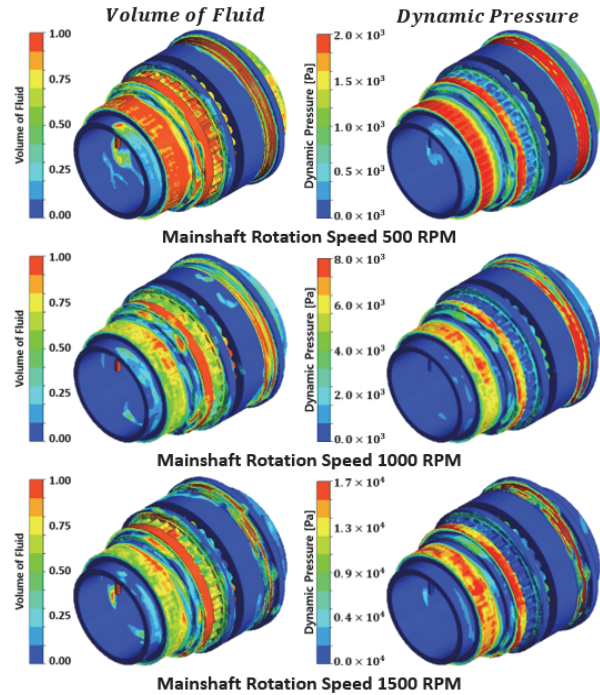 Volume of Fluid
Dynamic Pressure
Volume of Fluid
1.00
0.75
0.50
0.25
0.00
Dynamic Pressure [Pa]
2.0 × 10³
1.6 × 10³
1.2 × 10³
0.8 × 10³
0.4 × 10³
0.0 × 10³
Mainshaft Rotation Speed 500 RPM
Volume of Fluid
1.00
0.75
0.50
0.25
0.00
Dynamic Pressure [Pa]
8.0 × 10³
6.0 × 10³
4.0 × 10³
2.0 × 10³
0.0 × 10³
Mainshaft Rotation Speed 1000 RPM
Volume of Fluid
1.00
0.75
0.50
0.25
0.00
Dynamic Pressure [Pa]
1.7 × 10⁴
1.3 × 10⁴
0.9 × 10⁴
0.4 × 10⁴
0.0 × 10⁴
Mainshaft Rotation Speed 1500 RPM